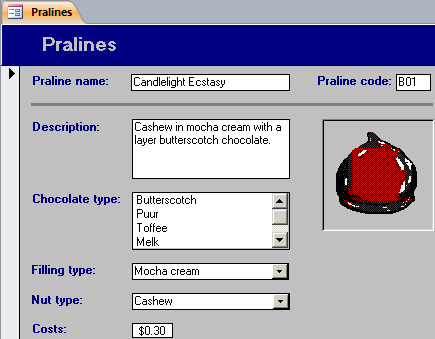 Pralines
Pralines
Praline name: Candlelight Ecstasy Praline code: B01
Description: Cashew in mocha cream with a
layer butterscotch chocolate.
Chocolate type: Butterscotch
Puur
Toffee
Melk
Filling type: Mocha cream
Nut type: Cashew
Costs: $0.30